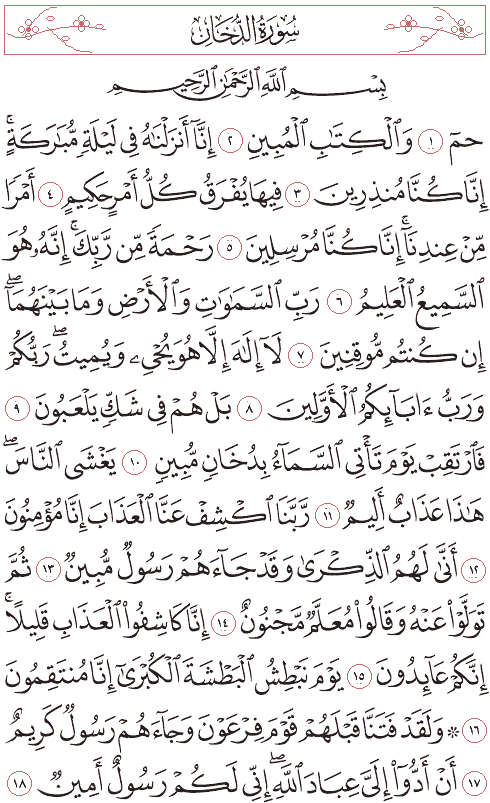 سُورَةُ الدُّخَانِ
بِسْمِ ٱللَّهِ ٱلرَّحْمَٰنِ ٱلرَّحِيمِ
حمٓ ١ وَٱلْكِتَٰبِ ٱلْمُبِينِ ٢ إِنَّآ أَنزَلْنَٰهُ فِى لَيْلَةٍۢ مُّبَٰرَكَةٍ ۚ
إِنَّا كُنَّا مُنذِرِينَ ٣ فِيهَا يُفْرَقُ كُلُّ أَمْرٍ حَكِيمٍ ٤ أَمْرًۭا
مِّنْ عِندِنَآ ۚ إِنَّا كُنَّا مُرْسِلِينَ ٥ رَحْمَةًۭ مِّن رَّبِّكَ ۚ إِنَّهُۥ هُوَ
ٱلسَّمِيعُ ٱلْعَلِيمُ ٦ رَبِّ ٱلسَّمَٰوَٰتِ وَٱلْأَرْضِ وَمَا بَيْنَهُمَآ ۖ
إِن كُنتُم مُّوقِنِينَ ٧ لَآ إِلَٰهَ إِلَّا هُوَ يُحْىِۦ وَيُمِيتُ ۖ رَبُّكُمْ
وَرَبُّ ءَابَآئِكُمُ ٱلْأَوَّلِينَ ٨ بَلْ هُمْ فِى شَكٍّۢ يَلْعَبُونَ ٩
فَٱرْتَقِبْ يَوْمَ تَأْتِى ٱلسَّمَآءُ بِدُخَانٍۢ مُّبِينٍۢ ١٠ يَغْشَى ٱلنَّاسَ ۖ
هَٰذَا عَذَابٌ أَلِيمٌۭ ١١ رَّبَّنَا ٱكْشِفْ عَنَّا ٱلْعَذَابَ إِنَّا مُؤْمِنُونَ
١٢ أَنَّىٰ لَهُمُ ٱلذِّكْرَىٰ وَقَدْ جَآءَهُمْ رَسُولٌۭ مُّبِينٌۭ ١٣ ثُمَّ
تَوَلَّوْا۟ عَنْهُ وَقَالُوا۟ مُعَلَّمٌۭ مَّجْنُونٌ ١٤ إِنَّا كَاشِفُوا۟ ٱلْعَذَابِ قَلِيلًا ۚ
إِنَّكُمْ عَآئِدُونَ ١٥ يَوْمَ نَبْطِشُ ٱلْبَطْشَةَ ٱلْكُبْرَىٰٓ إِنَّا مُنتَقِمُونَ
١٦ ۞ وَلَقَدْ فَتَنَّا قَبْلَهُمْ قَوْمَ فِرْعَوْنَ وَجَآءَهُمْ رَسُولٌۭ كَرِيمٌ
١٧ أَنْ أَدُّوٓا۟ إِلَىَّ عِبَادَ ٱللَّهِ ۖ إِنِّى لَكُمْ رَسُولٌ أَمِينٌۭ ١٨